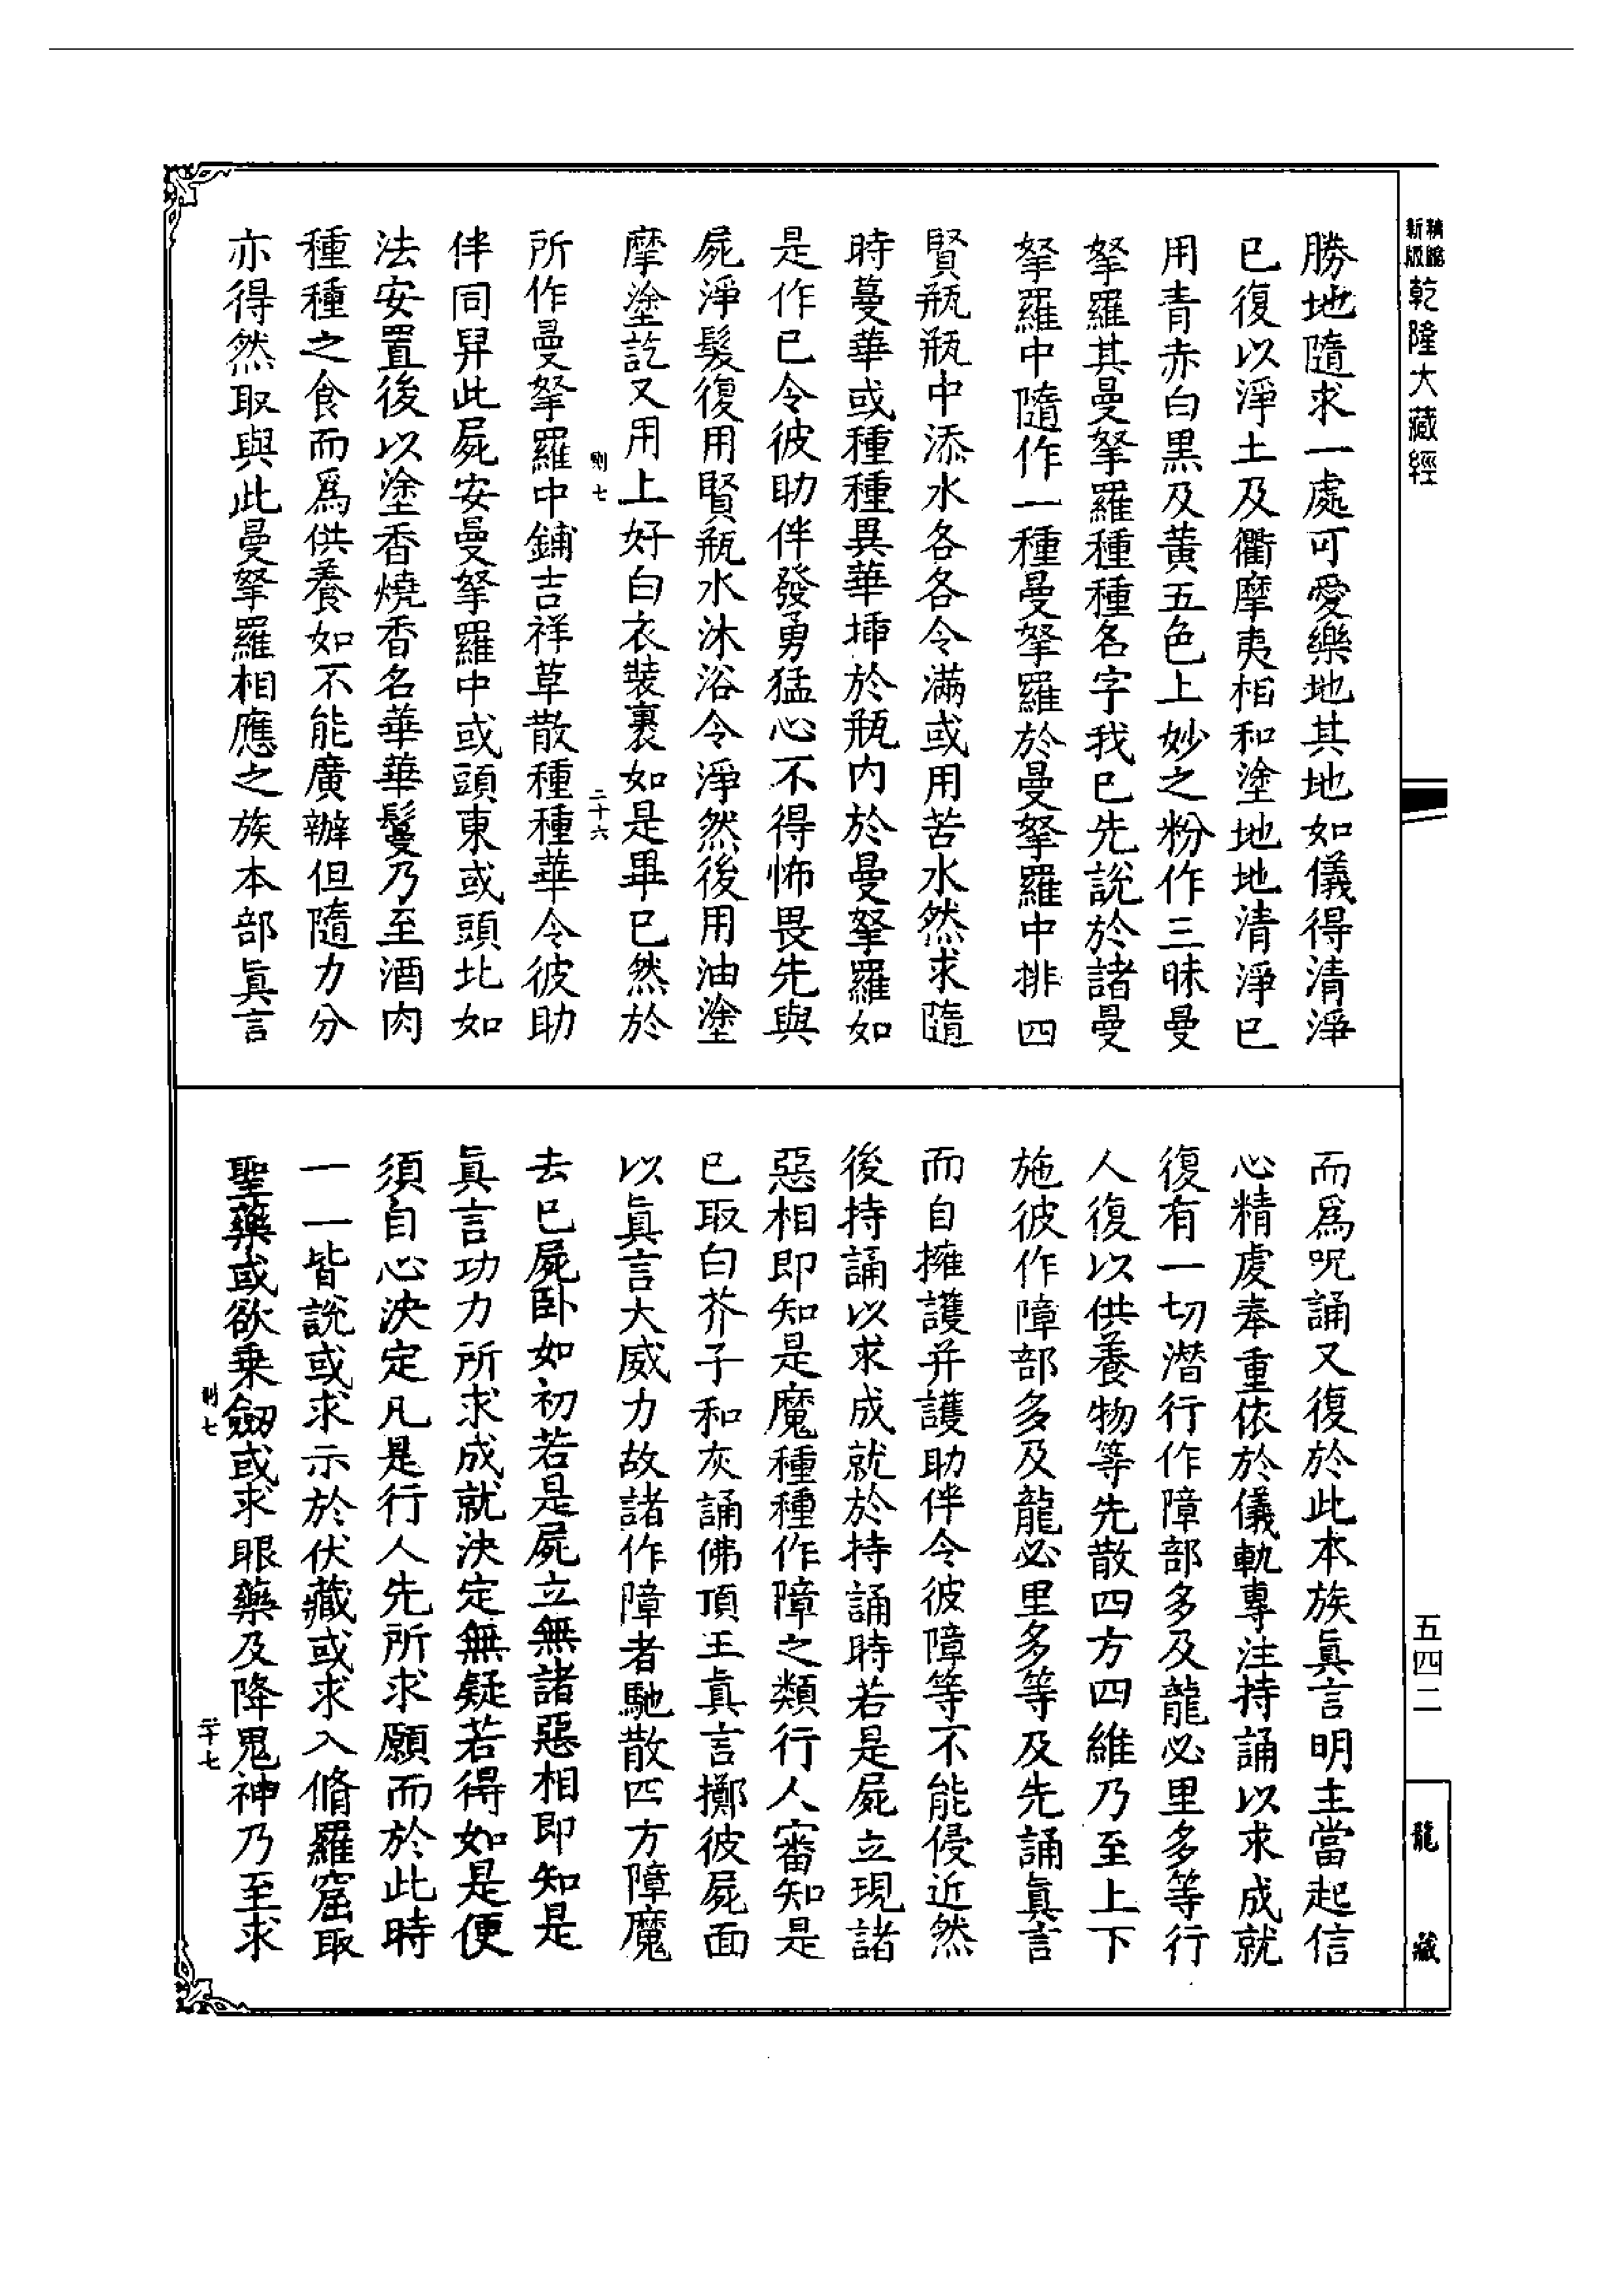 新版
精縮
乾隆大藏經
勝地隨求一處可愛樂地其地如儀得清淨
已復以淨土及衢摩夷相和塗地地清淨已
用青赤白黑及黃五色上妙之粉作三昧曼
拏羅其曼拏羅種種名字我已先說於諸曼
拏羅中隨作一種曼拏羅於曼拏羅中排四
賢瓶瓶中添水各各令滿或用苦水然求隨
時蔓華或種種異華揷於瓶內於曼拏羅如
是作已令彼助伴發勇猛心不得怖畏先與
屍淨髮復用賢瓶水沐浴令淨然後用油塗
摩塗訖又用上好白衣裝裹如是畢已然於
則七 二十六
所作曼拏羅中鋪吉祥草散種種華令彼助
伴同舁此屍安曼拏羅中或頭東或頭北如
法安置後以塗香燒香名華華鬘乃至酒肉
種種之食而爲供養如不能廣辦但隨力分
亦得然取與此曼拏羅相應之族本部眞言
而爲呪誦又復於此本族眞言明主當起信
心精虔奉重依於儀軌專注持誦以求成就
復有一切潛行作障部多及龍必里多等行
人復以供養物等先散四方四維乃至上下
施彼作障部多及龍必里多等及先誦眞言
而自擁護并護助伴令彼障等不能侵近然
後持誦以求成就於持誦時若是屍立現諸
惡相即知是魔種種作障之類行人審知是
已取白芥子和灰誦佛頂王眞言擲彼屍面
以眞言大威力故諸作障者馳散四方障魔
去已屍臥如初若是屍立無諸惡相即知是
眞言功力所求成就決定無疑若得如是便
須自心決定凡是行人先所求願而於此時
一一皆說或求示於伏藏或求入脩羅窟取
聖藥或欲乘劒或求眼藥及降鬼神乃至求
則七 二十七
五四二
龍藏